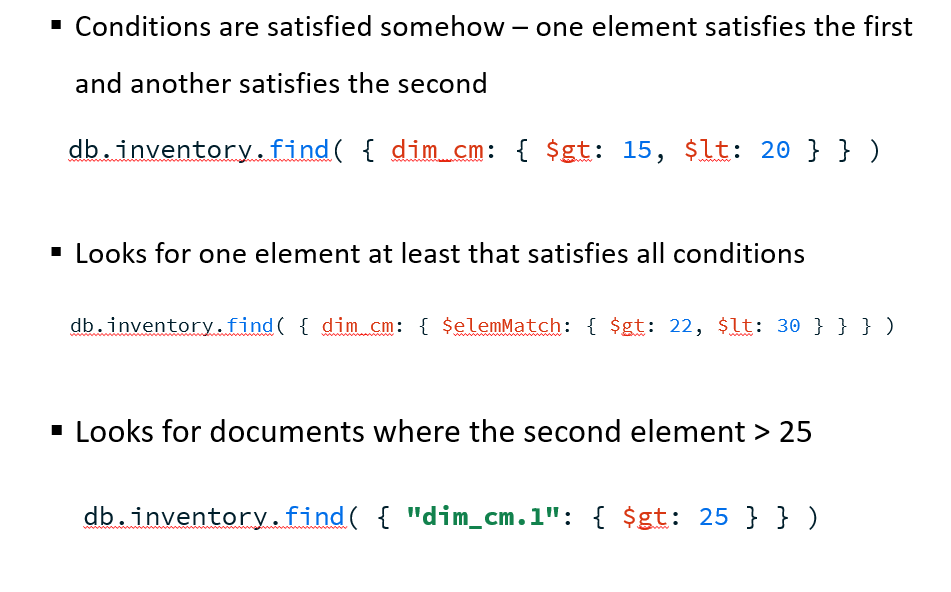 ▪ Conditions are satisfied somehow – one element satisfies the first
and another satisfies the second
db.inventory.find( { dim_cm: { $gt: 15, $lt: 20 } } )
▪ Looks for one element at least that satisfies all conditions
db.inventory.find( { dim_cm: { $elemMatch: { $gt: 22, $lt: 30 } } } )
▪ Looks for documents where the second element > 25
db.inventory.find( { "dim_cm.1": { $gt: 25 } } )